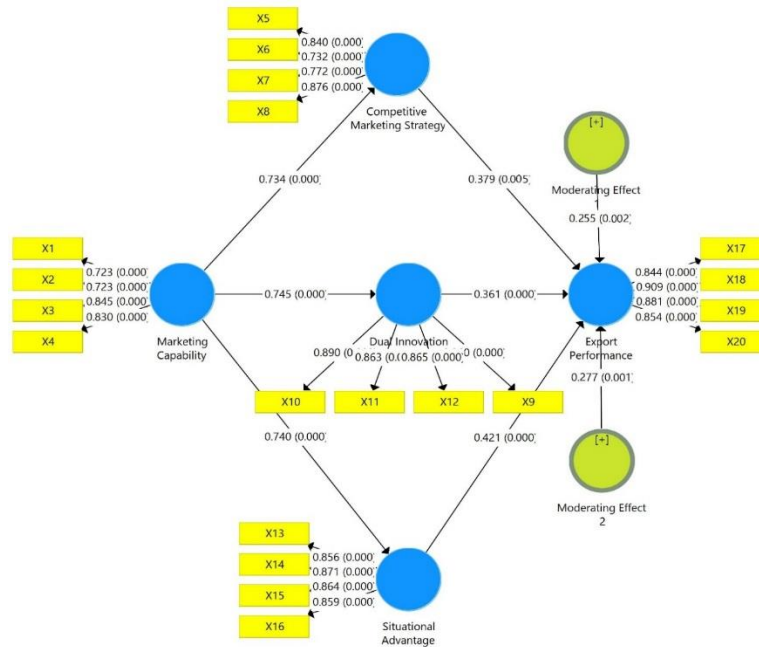 X5
X6
X7
X8
0.840 (0.000)
0.732 (0.000)
0.772 (0.000)
0.876 (0.000)
Competitive
Marketing Strategy
[+]
Moderating Effect
0.734 (0.000)
0.379 (0.005)
0.255 (0.002)
X1
X2
X3
X4
0.723 (0.000)
0.723 (0.000)
0.845 (0.000)
0.830 (0.000)
Marketing
Capability
0.745 (0.000)
Dual Innovation
0.361 (0.000)
Export
Performance
0.844 (0.000)
0.909 (0.000)
0.881 (0.000)
0.854 (0.000)
X17
X18
X19
X20
0.890
0.863
0.865 (0.000)
(0.000)
X10
X11
X12
X9
0.740 (0.000)
0.421 (0.000)
0.277 (0.001)
[+]
Moderating Effect
2
X13
X14
X15
X16
0.856 (0.000)
0.871 (0.000)
0.864 (0.000)
0.859 (0.000)
Situational
Advantage